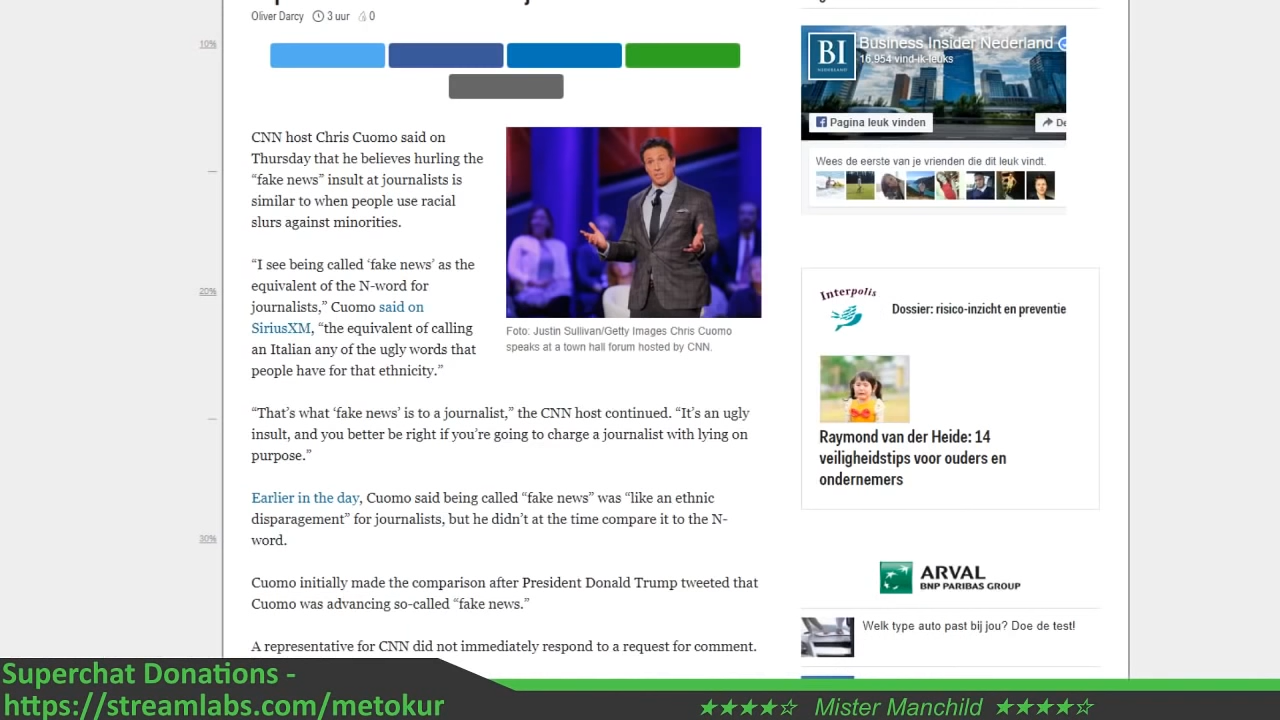 Oliver Darcy 3 uur 0
10%
CNN host Chris Cuomo said on
Thursday that he believes hurling the
“fake news” insult at journalists is
similar to when people use racial
slurs against minorities.
“I see being called ‘fake news’ as the
equivalent of the N-word for
journalists,” Cuomo said on
SiriusXM, “the equivalent of calling
an Italian any of the ugly words that
people have for that ethnicity.”
20%
Foto: Justin Sullivan/Getty Images Chris Cuomo
speaks at a town hall forum hosted by CNN.
“That’s what ‘fake news’ is to a journalist,” the CNN host continued. “It’s an ugly
insult, and you better be right if you’re going to charge a journalist with lying on
purpose.”
Earlier in the day, Cuomo said being called “fake news” was “like an ethnic
disparagement” for journalists, but he didn’t at the time compare it to the N-
word.
30%
Cuomo initially made the comparison after President Donald Trump tweeted that
Cuomo was advancing so-called “fake news.”
A representative for CNN did not immediately respond to a request for comment.
BI
NEDERLAND
Business Insider Nederland
16.954 vind-ik-leuks
Pagina leuk vinden
De
Wees de eerste van je vrienden die dit leuk vindt.
Interpolis
Dossier: risico-inzicht en preventie
Raymond van der Heide: 14
veiligheidstips voor ouders en
ondernemers
ARVAL
BNP PARIBAS GROUP
Welk type auto past bij jou? Doe de test!
Superchat Donations -
https://streamlabs.com/metokur
★★★★☆ Mister Manchild ★★★★☆